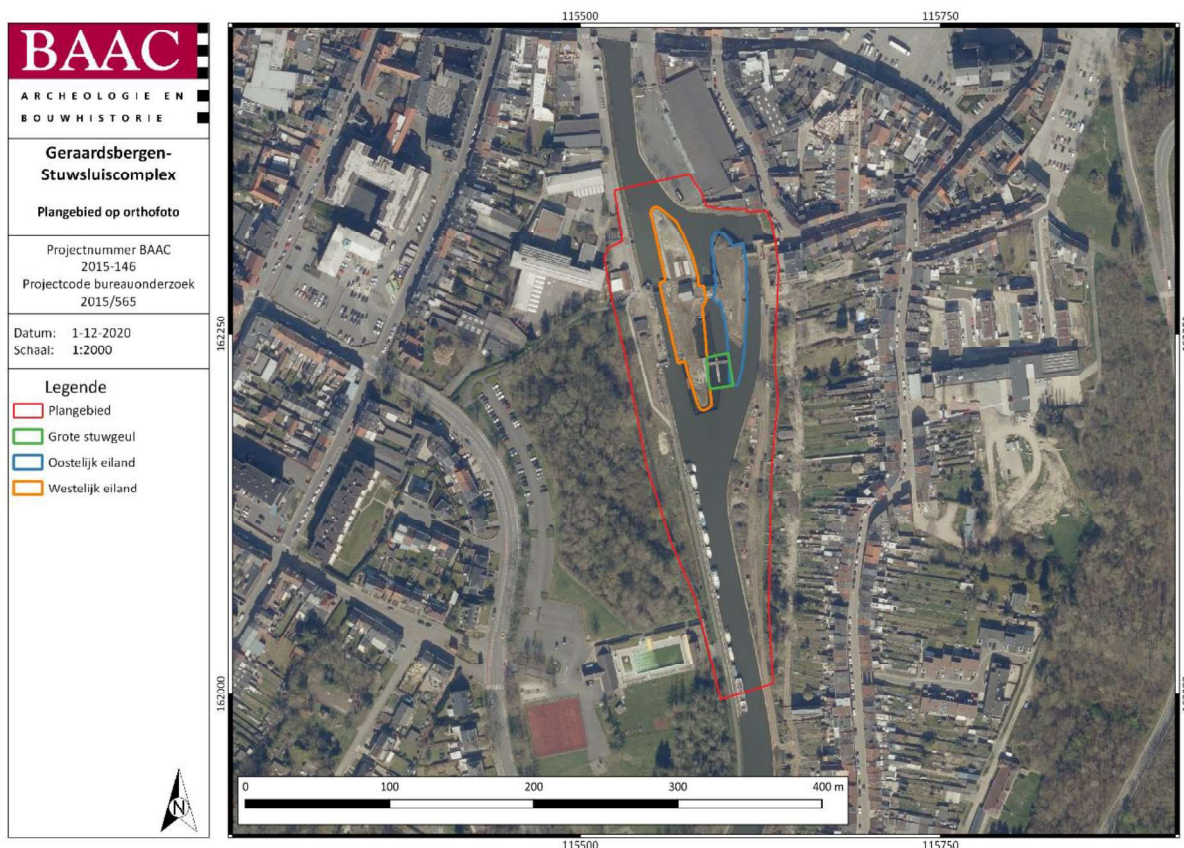 BAAC
ARCHEOLOGIE EN
BOUWHISTORIE
Geraardsbergen-
Stuwsluiscomplex
Plangebied op orthofoto
Projectnummer BAAC
2015-146
Projectcode bureauonderzoek
2015/565
Datum: 1-12-2020
Schaal: 1:2000
Legende
Plangebied
Grote stuwgeul
Oostelijk eiland
Westelijk eiland
N
115500 115750
162250
162000
0 100 200 300 400 m
115500 115750